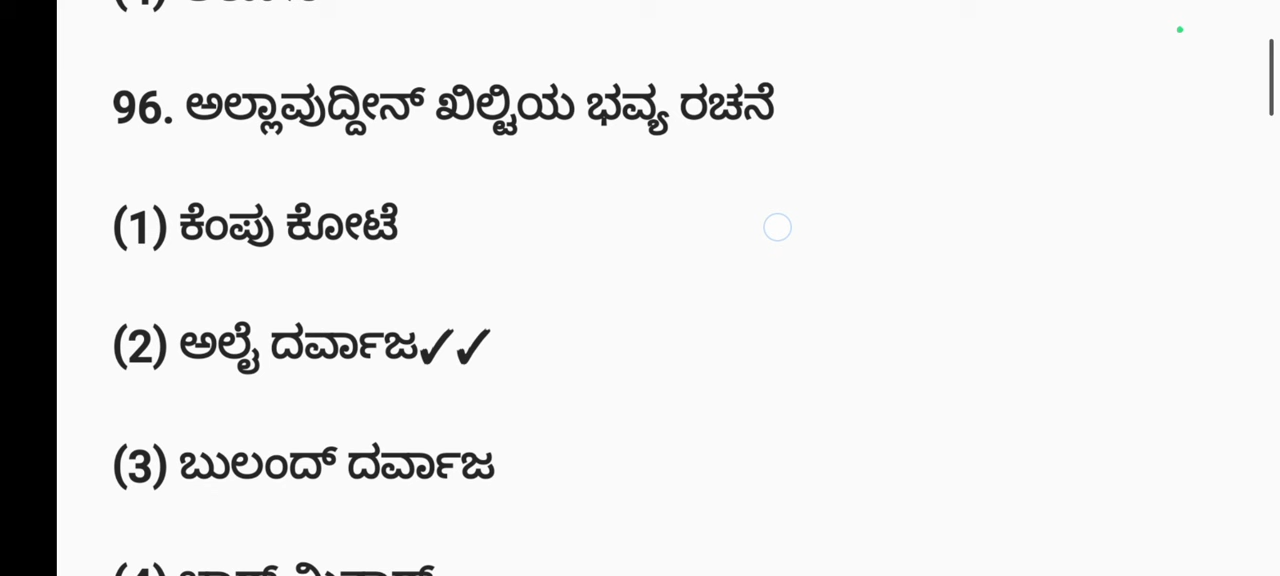 96. ಅಲ್ಲಾವುದ್ದೀನ್ ಖಿಲ್ಟಿಯ ಭವ್ಯ ರಚನೆ
(1) ಕೆಂಪು ಕೋಟೆ
(2) ಅಲೈ ದರ್ವಾಜ✓✓
(3) ಬುಲಂದ್ ದರ್ವಾಜ